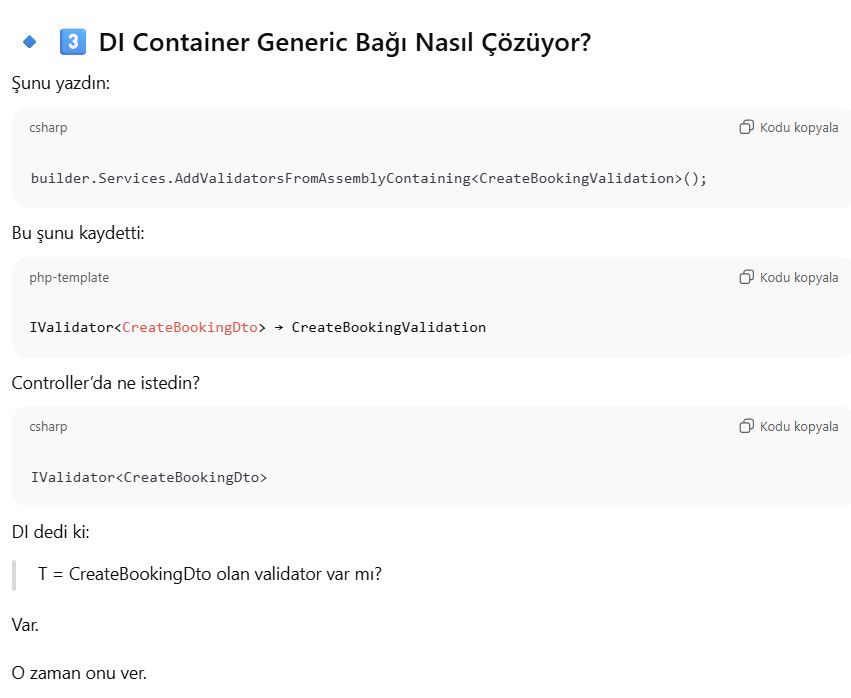 🔹 3️⃣ DI Container Generic Bağı Nasıl Çözüyor?
Şunu yazdın:
csharp Kodu kopyala
builder.Services.AddValidatorsFromAssemblyContaining<CreateBookingValidation>();
Bu şunu kaydetti:
php-template Kodu kopyala
IValidator<CreateBookingDto> → CreateBookingValidation
Controller’da ne istedin?
csharp Kodu kopyala
IValidator<CreateBookingDto>
DI dedi ki:
T = CreateBookingDto olan validator var mı?
Var.
O zaman onu ver.